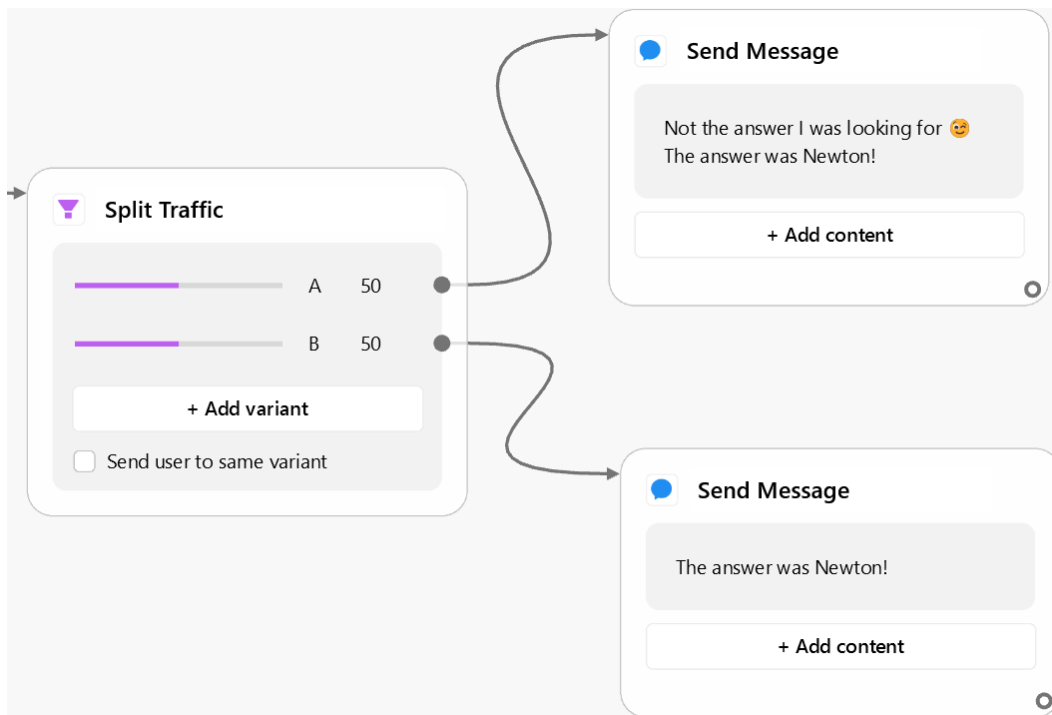 Split Traffic
A 50
B 50
+ Add variant
Send user to same variant
Send Message
Not the answer I was looking for 😉
The answer was Newton!
+ Add content
Send Message
The answer was Newton!
+ Add content